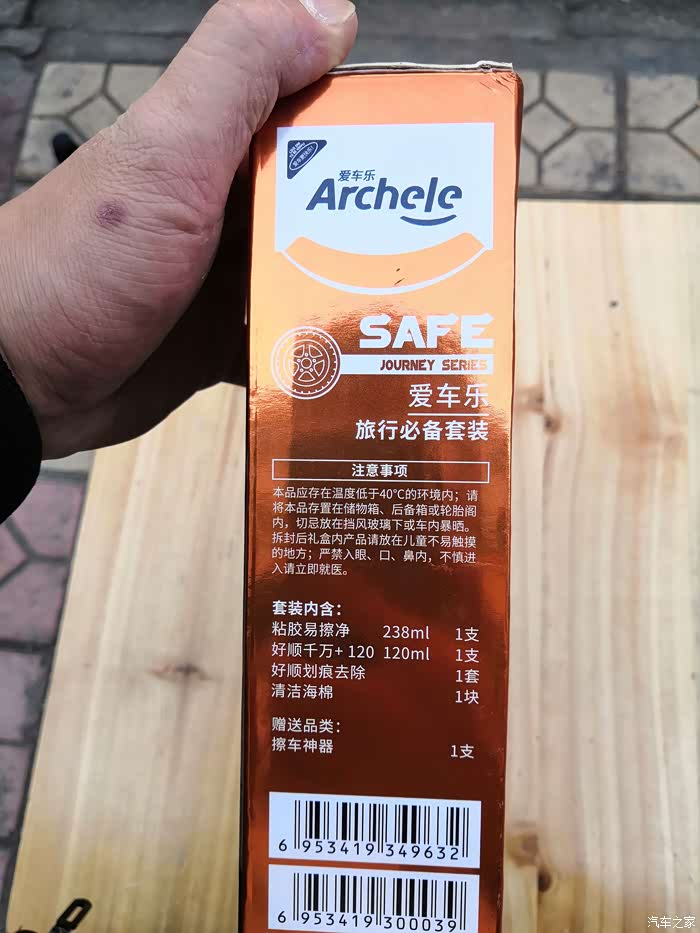 爱车乐
Archele
SAFE
JOURNEY SERIES
爱车乐
旅行必备套装
注意事项
本品应存在温度低于40℃的环境内；请
将本品存置在储物箱、后备箱或轮胎阁
内，切忌放在挡风玻璃下或车内暴晒。
拆封后礼盒内产品请放在儿童不易触摸
的地方；严禁入眼、口、鼻内，不慎进
入请立即就医。
套装内含：
粘胶易擦净 238ml 1支
好顺千万+ 120 120ml 1支
好顺划痕去除 1套
清洁海棉 1块
赠送品类：
擦车神器 1支
6 953419 349632
6 953419 300039
汽车之家